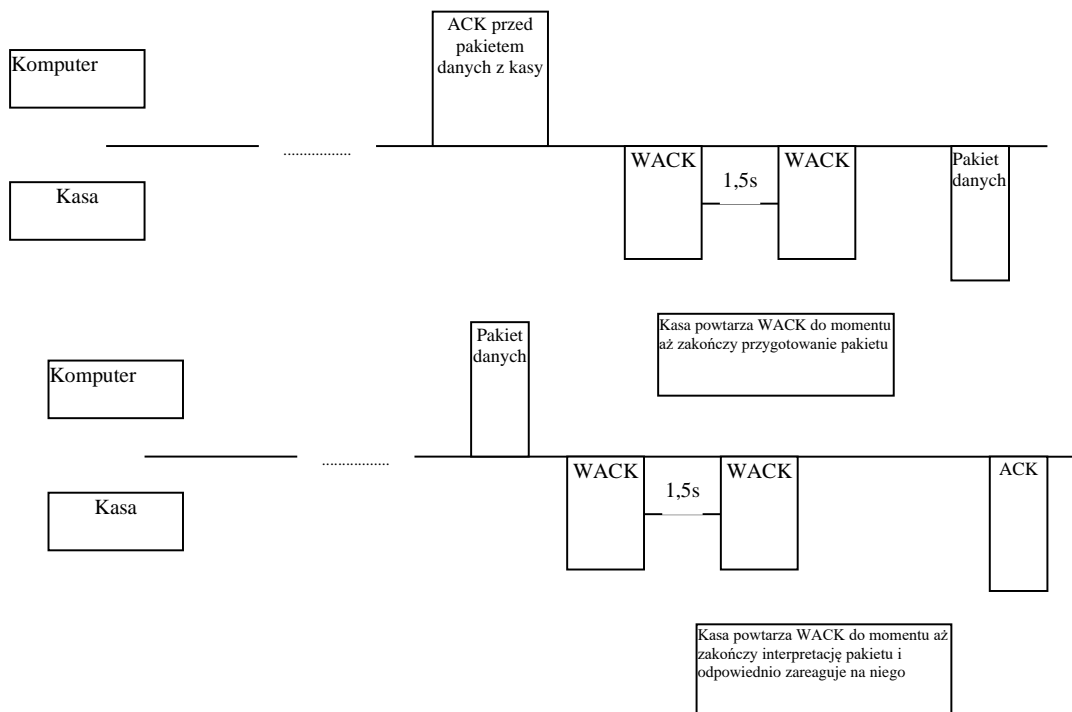 ACK przed
pakietem
danych z kasy
Komputer
.................
WACK
WACK
Pakiet
danych
1,5s
Kasa
Kasa powtarza WACK do momentu
aż zakończy przygotowanie pakietu
Pakiet
danych
Komputer
.................
WACK
WACK
ACK
1,5s
Kasa
Kasa powtarza WACK do momentu aż
zakończy interpretację pakietu i
odpowiednio zareaguje na niego